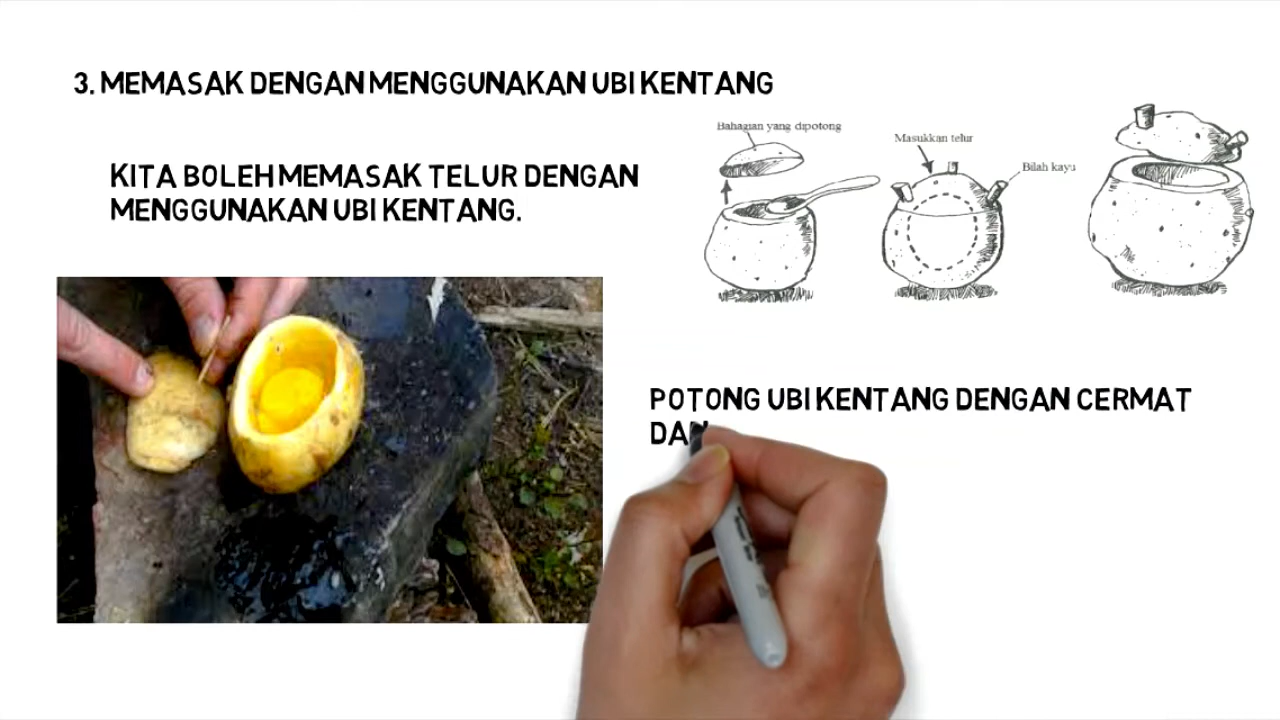 3. MEMASAK DENGAN MENGGUNAKAN UBI KENTANG
KITA BOLEH MEMASAK TELUR DENGAN
MENGGUNAKAN UBI KENTANG.
Bahagian yang dipotong
Masukkan telur
Bilah kayu
POTONG UBI KENTANG DENGAN CERMAT
DAN